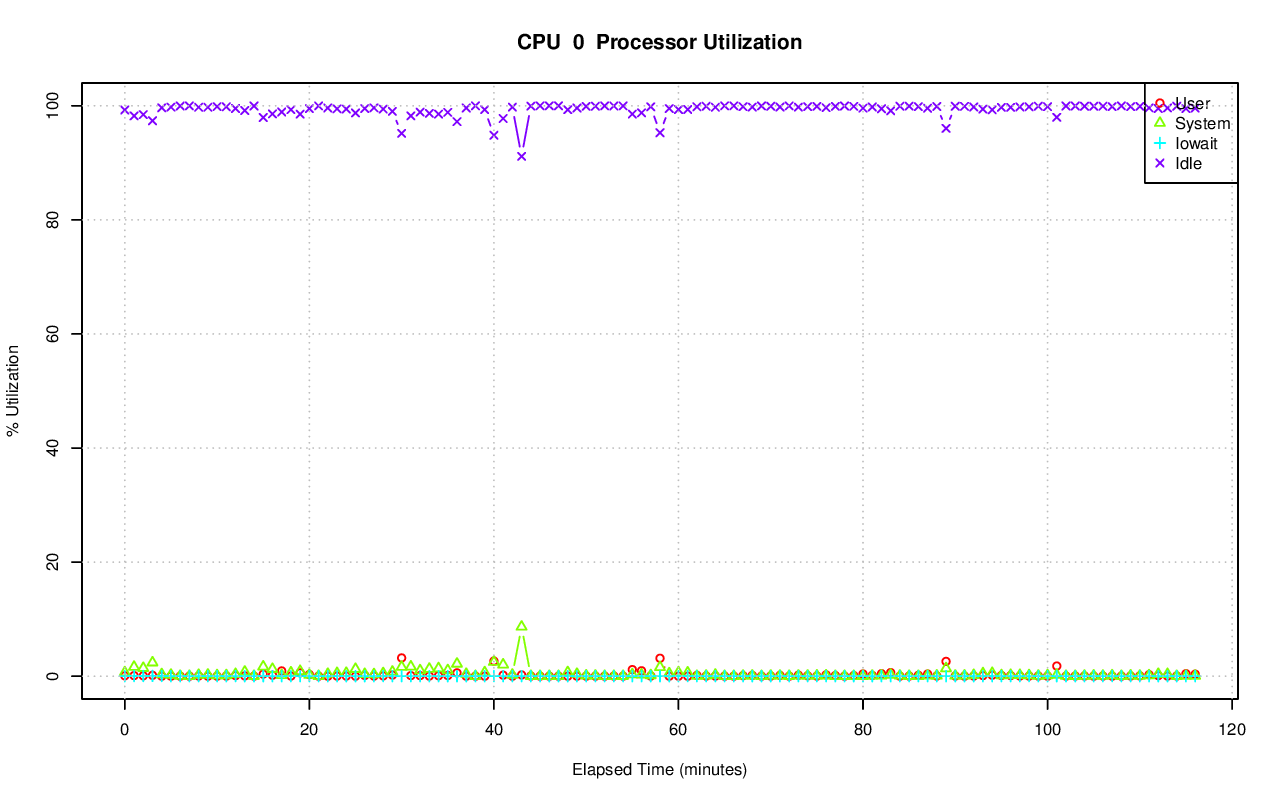 CPU  0  Processor Utilization
% Utilization
100
80
60
40
20
0
User
System
Iowait
Idle
0 20 40 60 80 100 120
Elapsed Time (minutes)